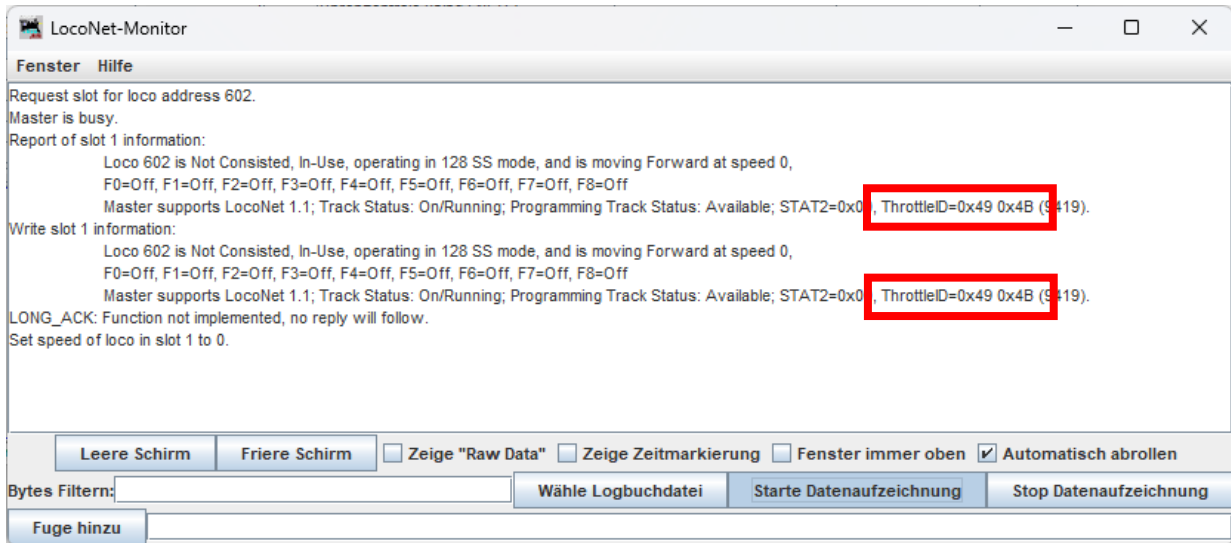 LocoNet-Monitor
Fenster Hilfe
Request slot for loco address 602.
Master is busy.
Report of slot 1 information:
Loco 602 is Not Consisted, In-Use, operating in 128 SS mode, and is moving Forward at speed 0,
F0=Off, F1=Off, F2=Off, F3=Off, F4=Off, F5=Off, F6=Off, F7=Off, F8=Off
Master supports LocoNet 1.1; Track Status: On/Running; Programming Track Status: Available; ThrottleID=0x49 0x4B
Write slot 1 information:
Loco 602 is Not Consisted, In-Use, operating in 128 SS mode, and is moving Forward at speed 0,
F0=Off, F1=Off, F2=Off, F3=Off, F4=Off, F5=Off, F6=Off, F7=Off, F8=Off
Master supports LocoNet 1.1; Track Status: On/Running; Programming Track Status: Available; ThrottleID=0x49 0x4B
LONG_ACK: Function not implemented, no reply will follow.
Set speed of loco in slot 1 to 0.
Leere Schirm Friere Schirm Zeige "Raw Data" Zeige Zeitmarkierung Fenster immer oben Automatisch abrollen
Bytes Filtern: Wähle Logbuchdatei Starte Datenaufzeichnung Stop Datenaufzeichnung
Fuge hinzu